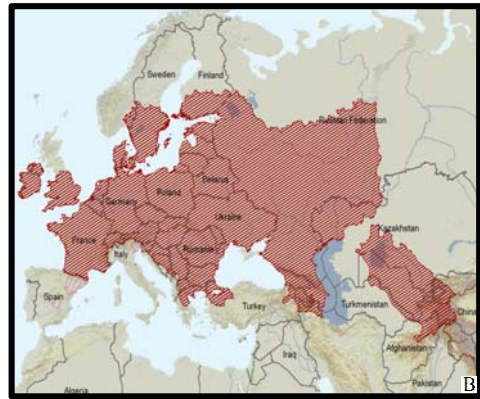 Sweden
Finland
Russian Federation
Belarus
Poland
Germany
Ukraine
Kazakhstan
France
Romania
Italy
Spain
Turkey
Turkmenistan
China
Afghanistan
Iraq
Pakistan
Algeria
B